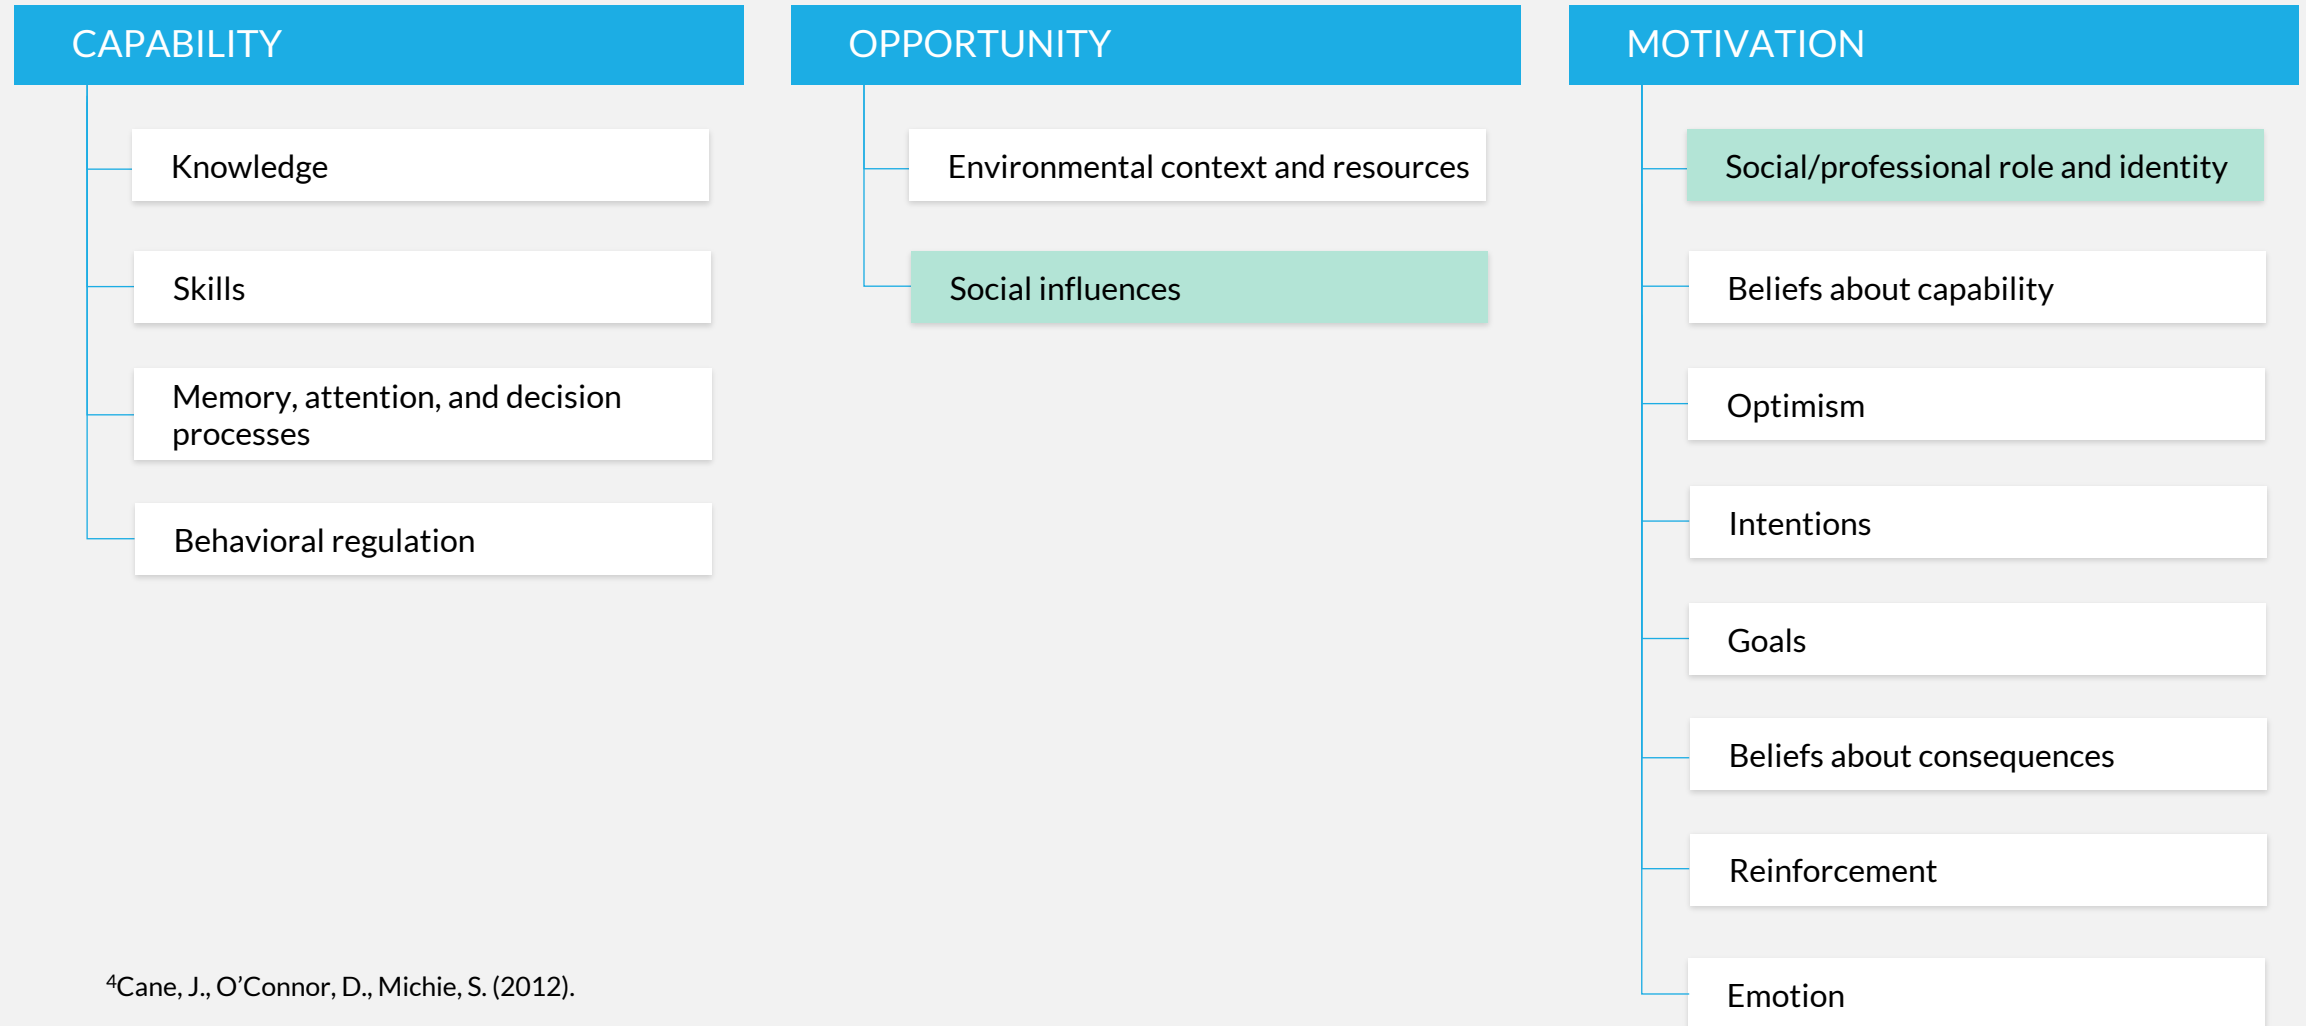 CAPABILITY
Knowledge
Skills
Memory, attention, and decision
processes
Behavioral regulation
OPPORTUNITY
Environmental context and resources
Social influences
MOTIVATION
Social/professional role and identity
Beliefs about capability
Optimism
Intentions
Goals
Beliefs about consequences
Reinforcement
Emotion
⁴Cane, J., O’Connor, D., Michie, S. (2012).